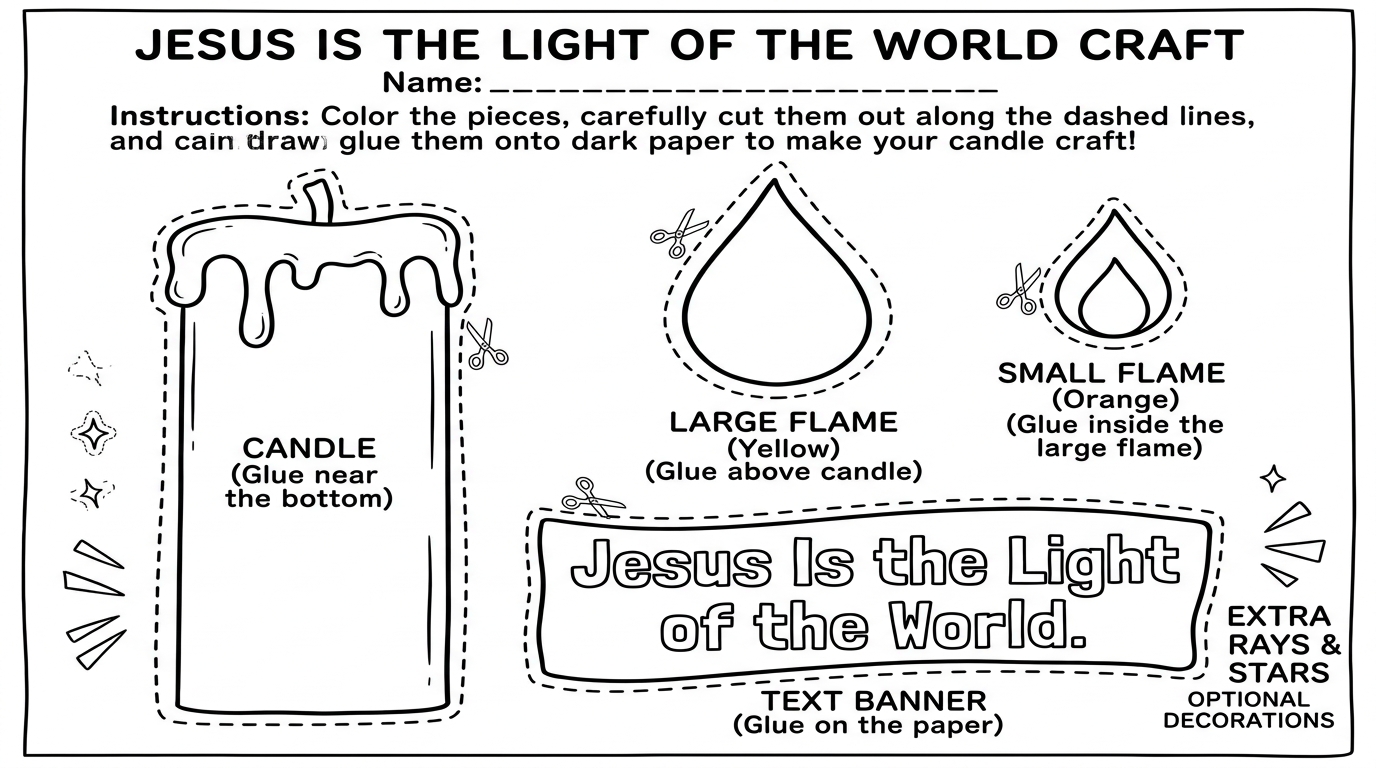 JESUS IS THE LIGHT OF THE WORLD CRAFT
Name: _______________________
Instructions: Color the pieces, carefully cut them out along the dashed lines,
and cain draw glue them onto dark paper to make your candle craft!
CANDLE
(Glue near
the bottom)
LARGE FLAME
(Yellow)
(Glue above candle)
SMALL FLAME
(Orange)
(Glue inside the
large flame)
Jesus Is the Light
of the World.
TEXT BANNER
(Glue on the paper)
EXTRA
RAYS &
STARS
OPTIONAL
DECORATIONS